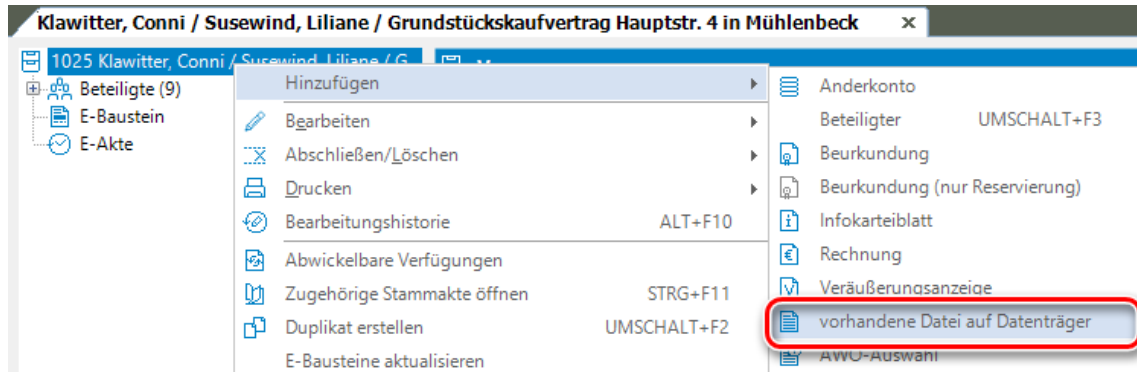 Klawitter, Conni / Susewind, Liliane / Grundstückskaufvertrag Hauptstr. 4 in Mühlenbeck ×
1025 Klawitter, Conni / Susewind, Liliane / G
Beteiligte (9)
E-Baustein
E-Akte
Hinzufügen
Bearbeiten
Abschließen/Löschen
Drucken
Bearbeitungshistorie ALT+F10
Abwickelbare Verfügungen
Zugehörige Stammakte öffnen STRG+F11
Duplikat erstellen UMSCHALT+F2
E-Bausteine aktualisieren
Anderkonto
Beteiligter UMSCHALT+F3
Beurkundung
Beurkundung (nur Reservierung)
Infokarteiblatt
Rechnung
Veräußerungsanzeige
vorhandene Datei auf Datenträger
AWO-Auswahl